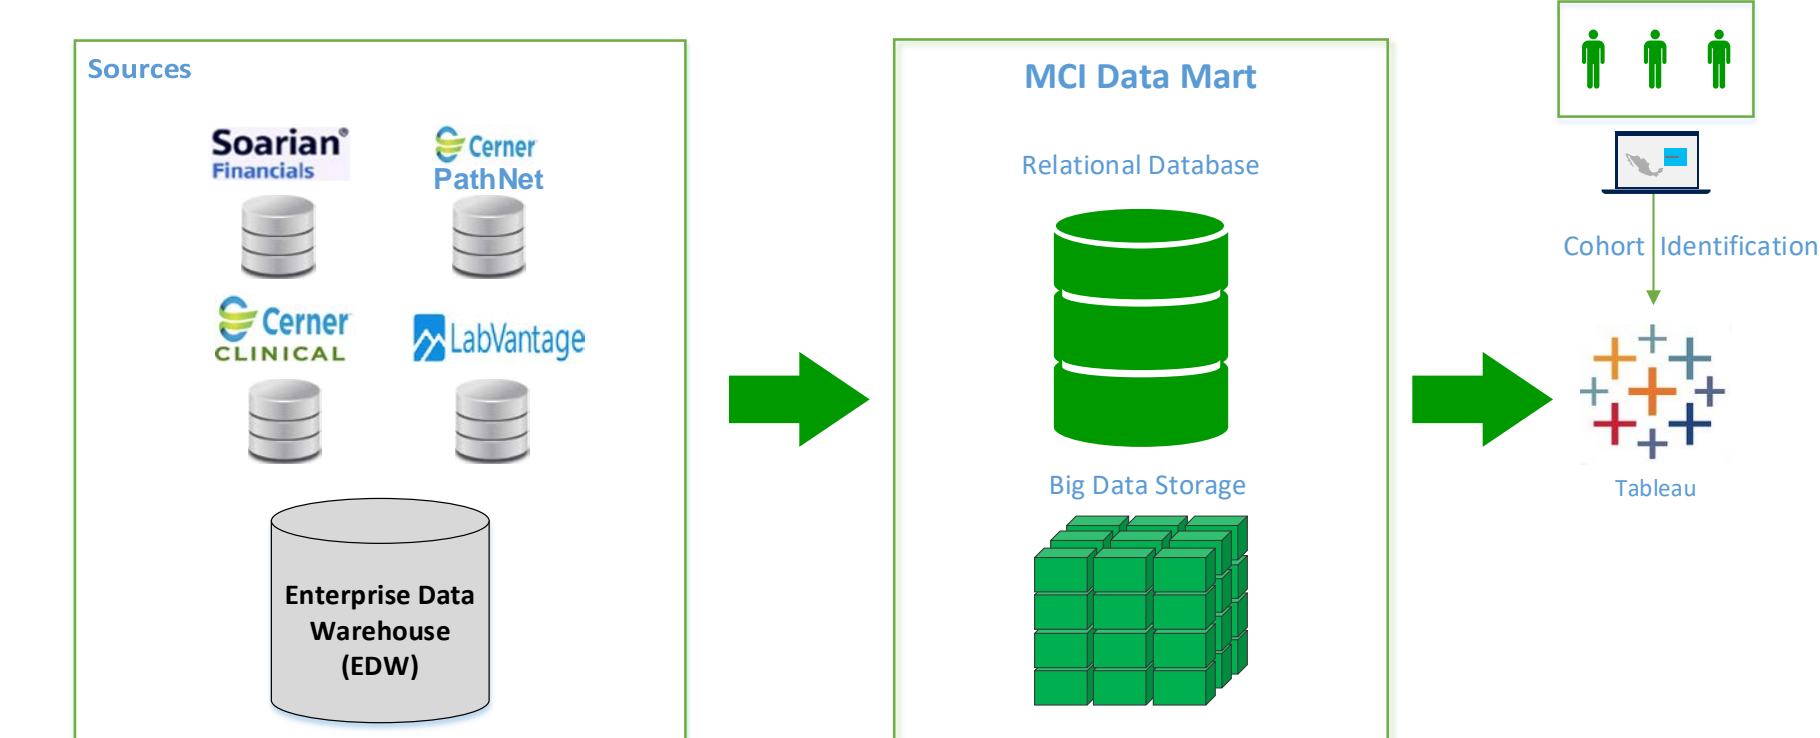 Sources
Soarian®
Financials
Cerner
PathNet
Cerner
CLINICAL
LabVantage
Enterprise Data
Warehouse
(EDW)
MCI Data Mart
Relational Database
Big Data Storage
Cohort Identification
Tableau